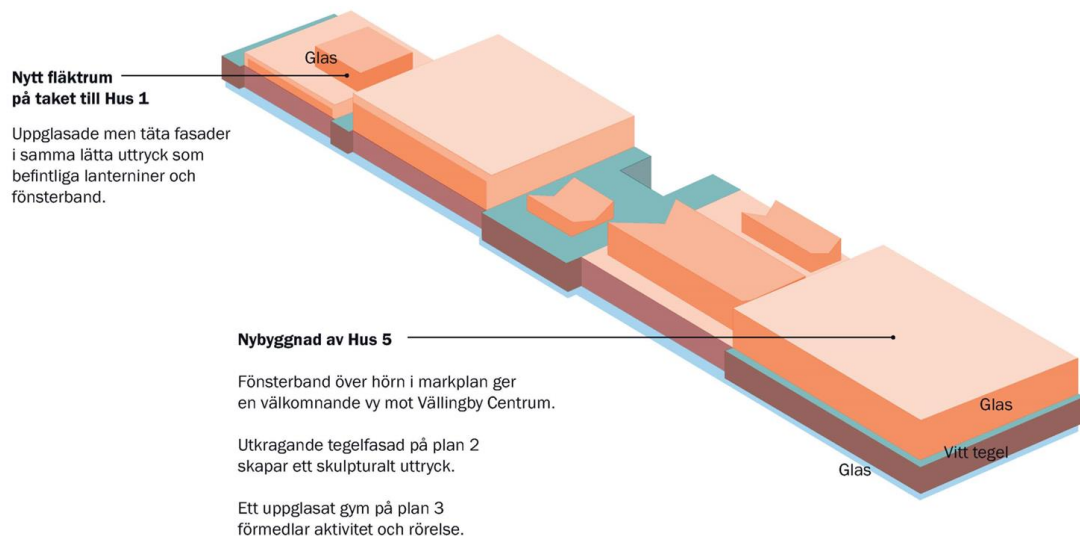 Glas
Nytt fläktrum
på taket till Hus 1
Uppglasade men täta fasader
i samma lätta uttryck som
befintliga lanterniner och
fönsterband.
Nybyggnad av Hus 5
Fönsterband över hörn i markplan ger
en välkomnande vy mot Vällingby Centrum.
Utkragande tegelfasad på plan 2
skapar ett skulpturalt uttryck.
Ett uppglasat gym på plan 3
förmedlar aktivitet och rörelse.
Glas
Vitt tegel
Glas